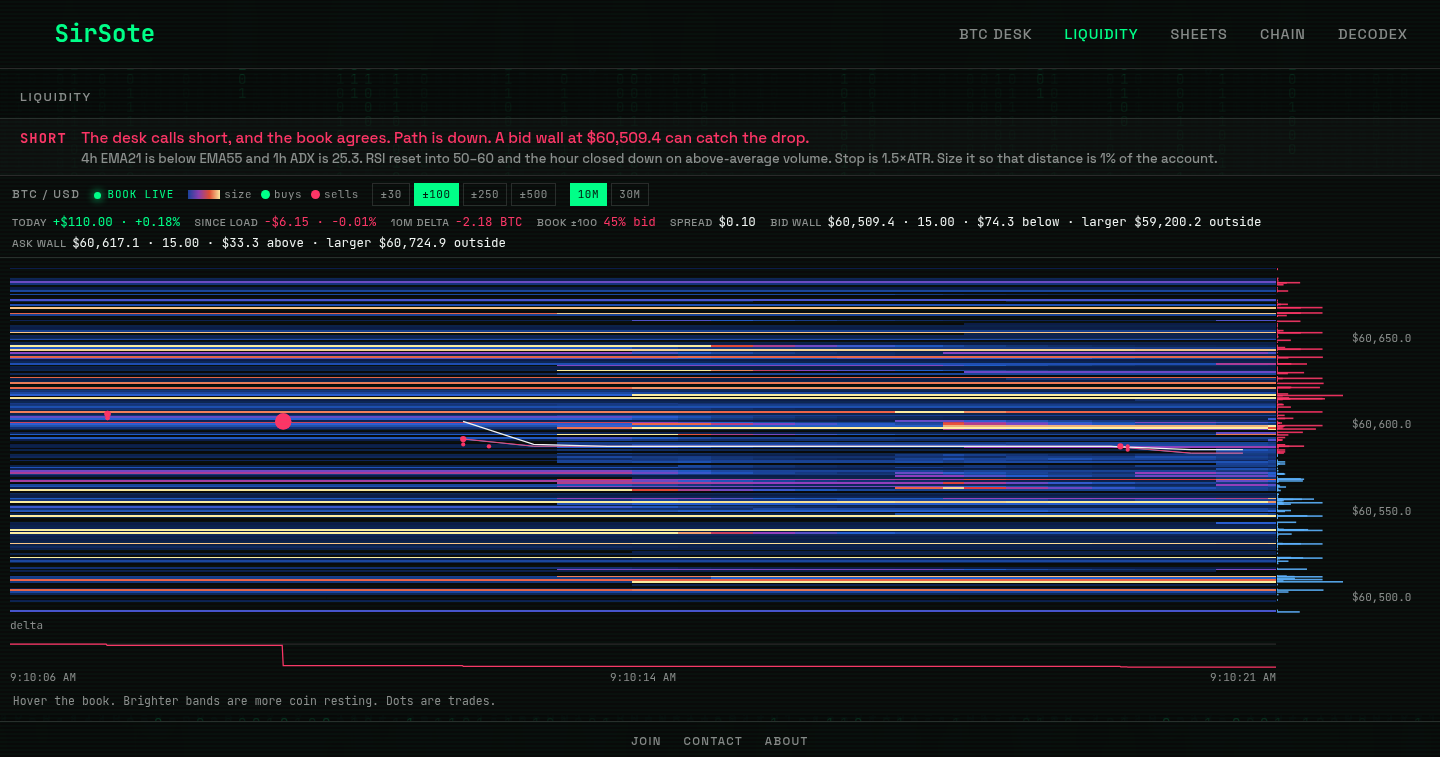 SirSote
BTC DESK LIQUIDITY SHEETS CHAIN DECODEX
LIQUIDITY
SHORT The desk calls short, and the book agrees. Path is down. A bid wall at $60,509.4 can catch the drop.
4h EMA21 is below EMA55 and 1h ADX is 25.3. RSI reset into 50–60 and the hour closed down on above-average volume. Stop is 1.5×ATR. Size it so that distance is 1% of the account.
BTC / USD BOOK LIVE size buys sells ±30 ±100 ±250 ±500 10M 30M
TODAY +$110.00 · +0.18% SINCE LOAD -$6.15 · -0.01% 10M DELTA -2.18 BTC BOOK ±100 45% bid SPREAD $0.10 BID WALL $60,509.4 · 15.00 · $74.3 below · larger $59,200.2 outside
ASK WALL $60,617.1 · 15.00 · $33.3 above · larger $60,724.9 outside
$60,650.0
$60,600.0
$60,550.0
$60,500.0
delta
9:10:06 AM 9:10:14 AM 9:10:21 AM
Hover the book. Brighter bands are more coin resting. Dots are trades.
JOIN CONTACT ABOUT